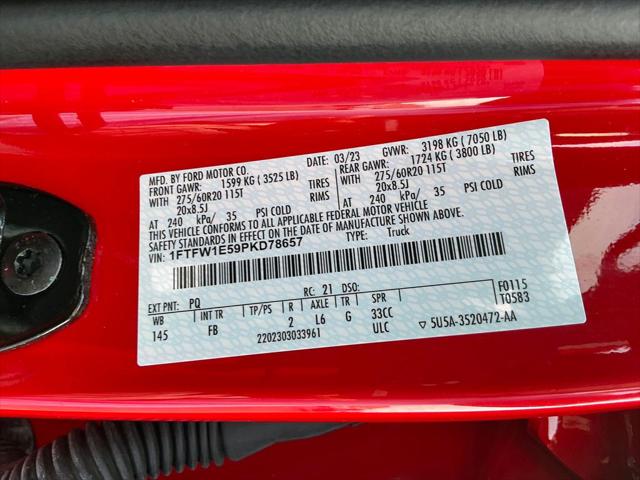 MFD. BY FORD MOTOR CO. DATE: 03/23 GVWR: 3198 KG ( 7050 LB)
FRONT GAWR: 1599 KG ( 3525 LB) REAR GAWR: 1724 KG ( 3800 LB)
WITH 275/60R20 115T TIRES WITH 275/60R20 115T TIRES
20x8.5J RIMS 20x8.5J RIMS
AT 240 kPa/ 35 PSI COLD AT 240 kPa/ 35 PSI COLD
THIS VEHICLE CONFORMS TO ALL APPLICABLE FEDERAL MOTOR VEHICLE
SAFETY STANDARDS IN EFFECT ON THE DATE OF MANUFACTURE SHOWN ABOVE.
VIN: 1FTFW1E59PKD78657 TYPE: Truck
EXT PNT: PQ RC: 21 DSO: F0115
WB INT TR TP/PS R AXLE TR SPR T0583
145 FB 2 L6 G 33CC
ULC ▽ 5U5A-3520472-AA
2202303033961